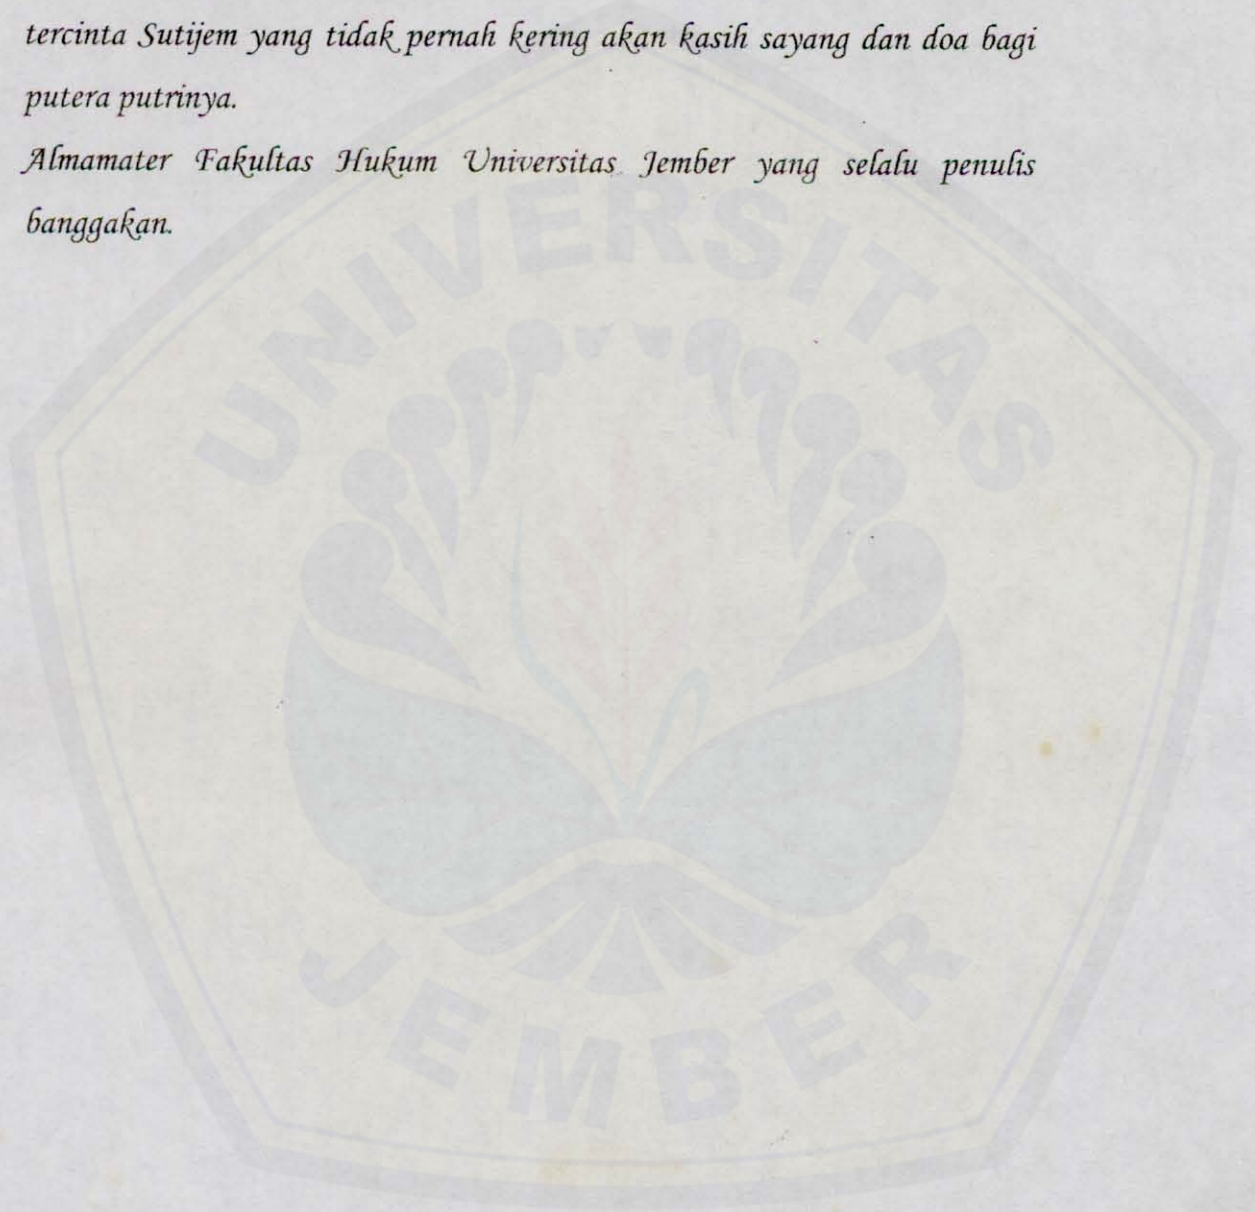 tercinta Sutijem yang tidak pernah kering akan kasih sayang dan doa bagi
putera putrinya.
Almamater Fakultas Hukum Universitas Jember yang selalu penulis
banggakan.
UNIVERSITAS
JEMBER